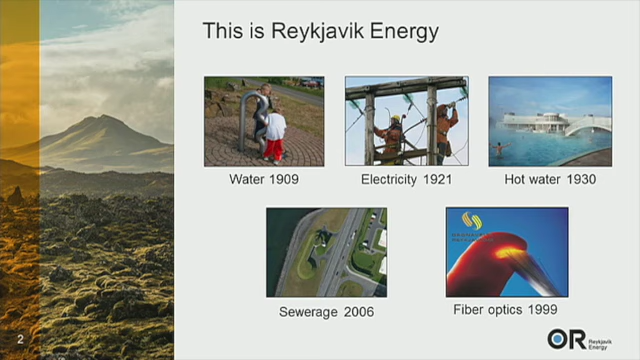 This is Reykjavik Energy
Water 1909
Electricity 1921
Hot water 1930
Sewerage 2006
Fiber optics 1999
2
OR Reykjavik
Energy